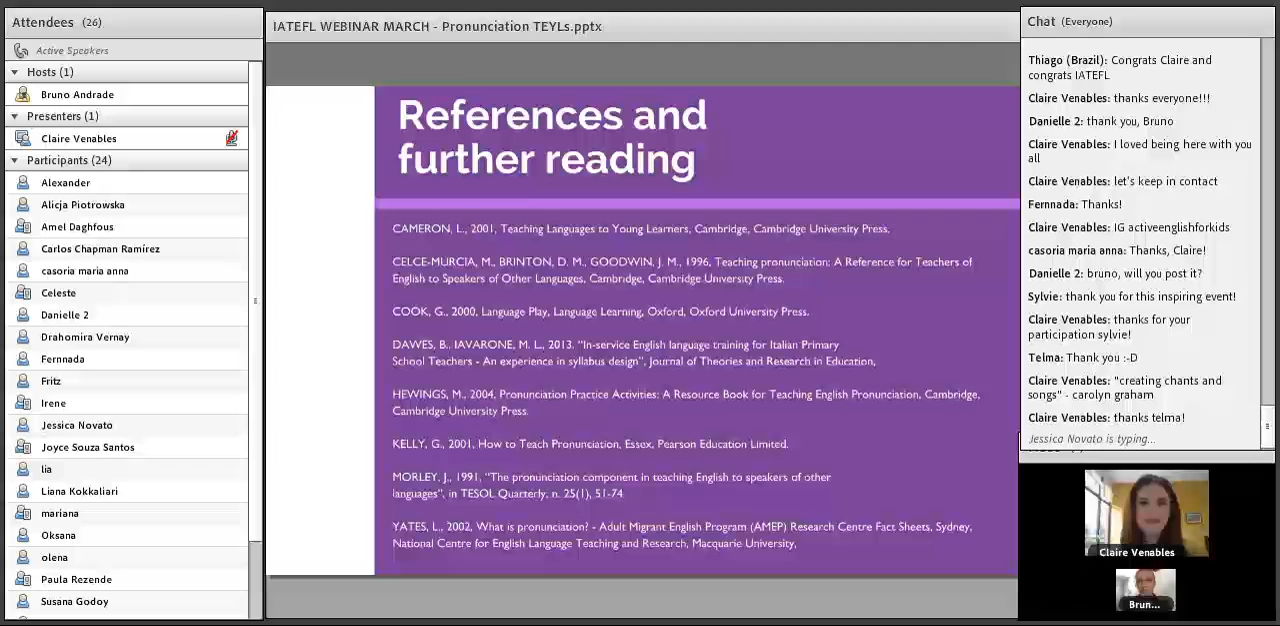 Attendees (26)
Active Speakers
Hosts (1)
Bruno Andrade
Presenters (1)
Claire Venables
Participants (24)
Alexander
Alicja Piotrowska
Amel Daghfous
Carlos Chapman Ramírez
casoria maria anna
Celeste
Danielle 2
Drahomira Vernay
Fernnada
Fritz
Irene
Jessica Novato
Joyce Souza Santos
lia
Liana Kokkaliari
mariana
Oksana
olena
Paula Rezende
Susana Godoy
IATEFL WEBINAR MARCH - Pronunciation TEYLs.pptx
References and
further reading
CAMERON, L., 2001, Teaching Languages to Young Learners, Cambridge, Cambridge University Press.
CELCE-MURCIA, M., BRINTON, D. M., GOODWIN, J. M., 1996, Teaching pronunciation: A Reference for Teachers of
English to Speakers of Other Languages, Cambridge, Cambridge University Press.
COOK, G., 2000, Language Play, Language Learning, Oxford, Oxford University Press.
DAWES, B., IAVARONE, M. L., 2013. "In-service English language training for Italian Primary
School Teachers - An experience in syllabus design", Journal of Theories and Research in Education,
HEWINGS, M., 2004, Pronunciation Practice Activities: A Resource Book for Teaching English Pronunciation, Cambridge,
Cambridge University Press.
KELLY, G., 2001, How to Teach Pronunciation, Essex, Pearson Education Limited.
MORLEY, J., 1991, "The pronunciation component in teaching English to speakers of other
languages", in TESOL Quarterly, n. 25(1), 51-74
YATES, L., 2002, What is pronunciation? - Adult Migrant English Program (AMEP) Research Centre Fact Sheets, Sydney,
National Centre for English Language Teaching and Research, Macquarie University,
Chat (Everyone)
Thiago (Brazil): Congrats Claire and
congrats IATEFL
Claire Venables: thanks everyone!!!
Danielle 2: thank you, Bruno
Claire Venables: I loved being here with you
all
Claire Venables: let's keep in contact
Fernnada: Thanks!
Claire Venables: IG activeenglishforkids
casoria maria anna: Thanks, Claire!
Danielle 2: bruno, will you post it?
Sylvie: thank you for this inspiring event!
Claire Venables: thanks for your
participation sylvie!
Telma: Thank you :-D
Claire Venables: "creating chants and
songs" - carolyn graham
Claire Venables: thanks telma!
Jessica Novato is typing...
Claire Venables
Brun...